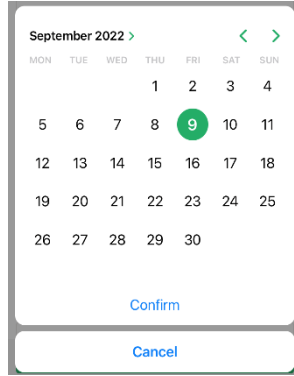 September 2022 >
MON TUE WED THU FRI SAT SUN
1 2 3 4
5 6 7 8 9 10 11
12 13 14 15 16 17 18
19 20 21 22 23 24 25
26 27 28 29 30
Confirm
Cancel